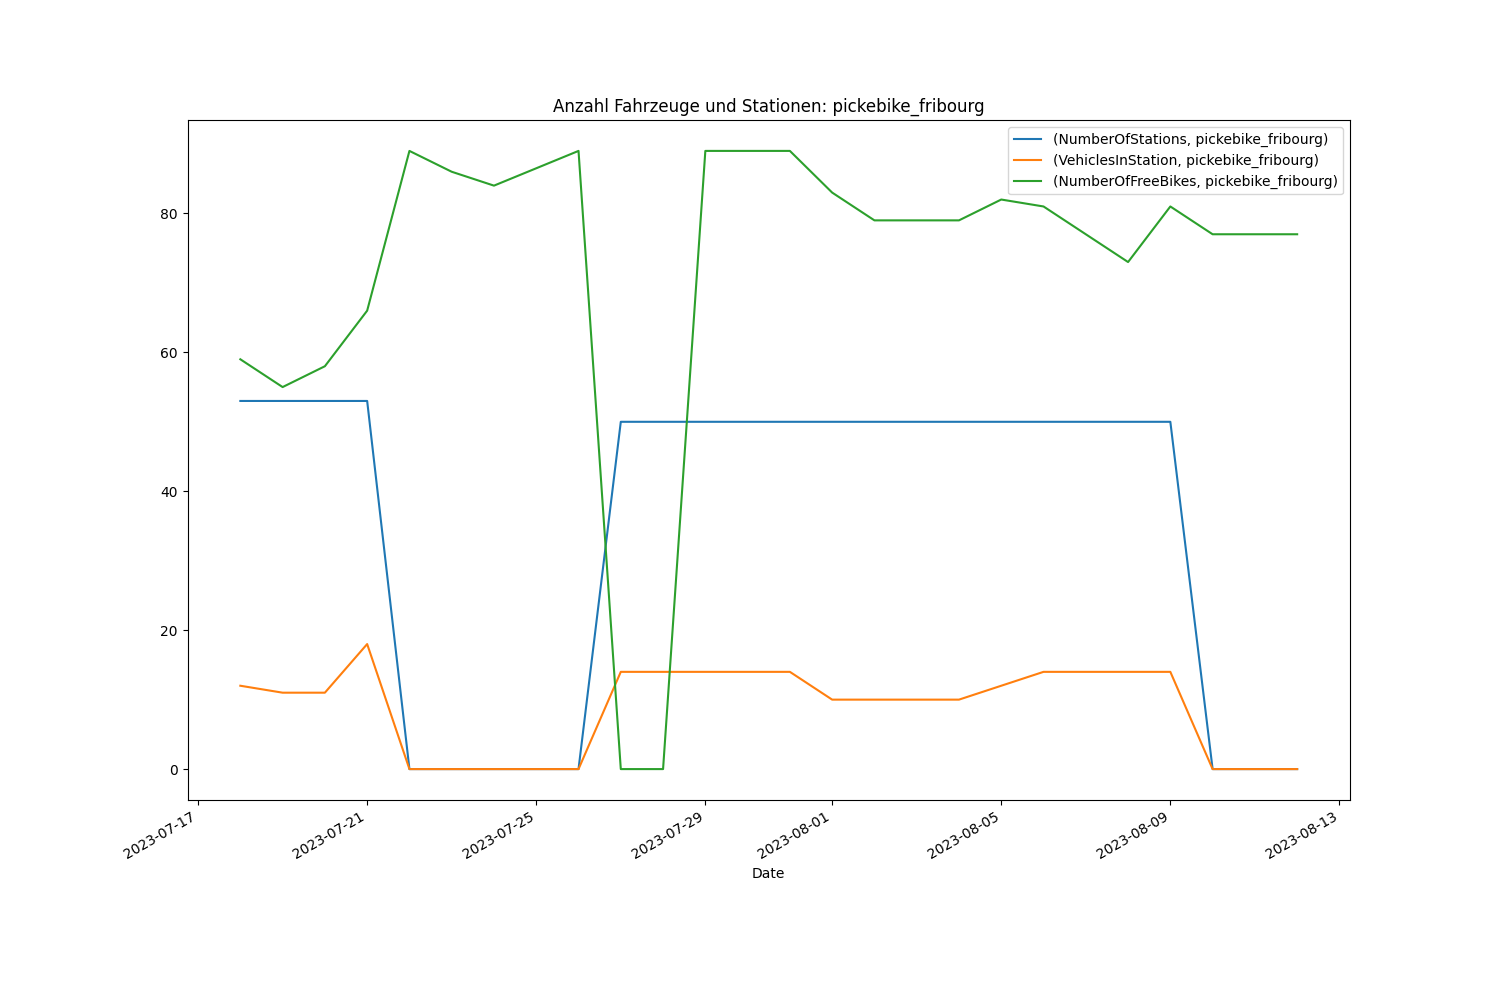 Anzahl Fahrzeuge und Stationen: pickebike_fribourg
(NumberOfStations, pickebike_fribourg)
(VehiclesInStation, pickebike_fribourg)
(NumberOfFreeBikes, pickebike_fribourg)
80
60
40
20
0
2023-07-17
2023-07-21
2023-07-25
2023-07-29
2023-08-01
2023-08-05
2023-08-09
2023-08-13
Date